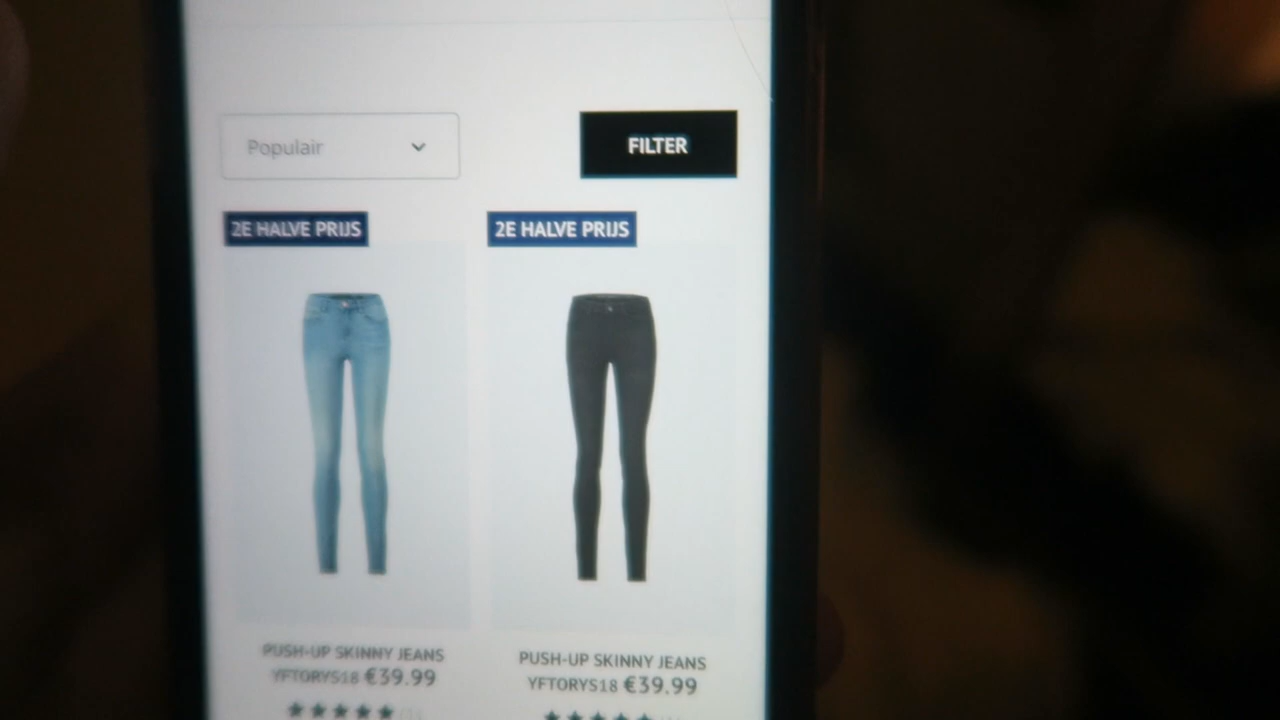 Populair
FILTER
2E HALVE PRIJS
2E HALVE PRIJS
PUSH-UP SKINNY JEANS
YFTORYS18 €39.99
PUSH-UP SKINNY JEANS
YFTORYS18 €39.99